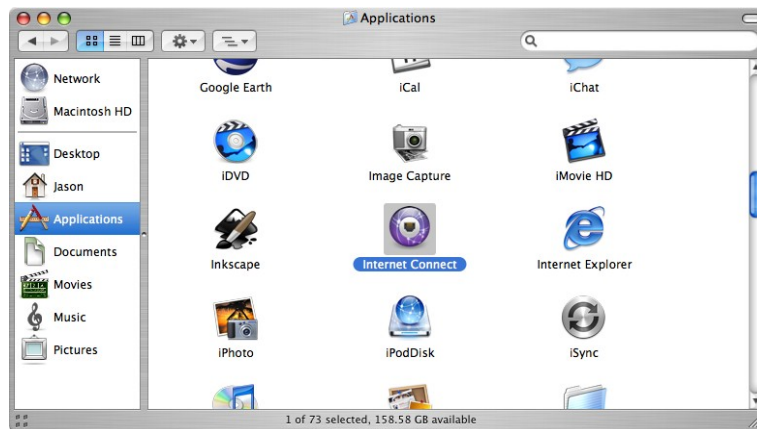 Applications
Network
Macintosh HD
Desktop
Jason
Applications
Documents
Movies
Music
Pictures
Google Earth
iCal
iChat
iDVD
Image Capture
iMovie HD
Inkscape
Internet Connect
Internet Explorer
iPhoto
iPodDisk
iSync
1 of 73 selected, 158.58 GB available